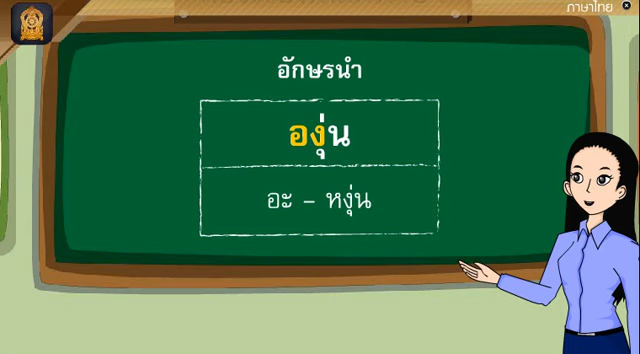 ภาษาไทย
อักษรนำ
องุ่น
อะ – หงุ่น